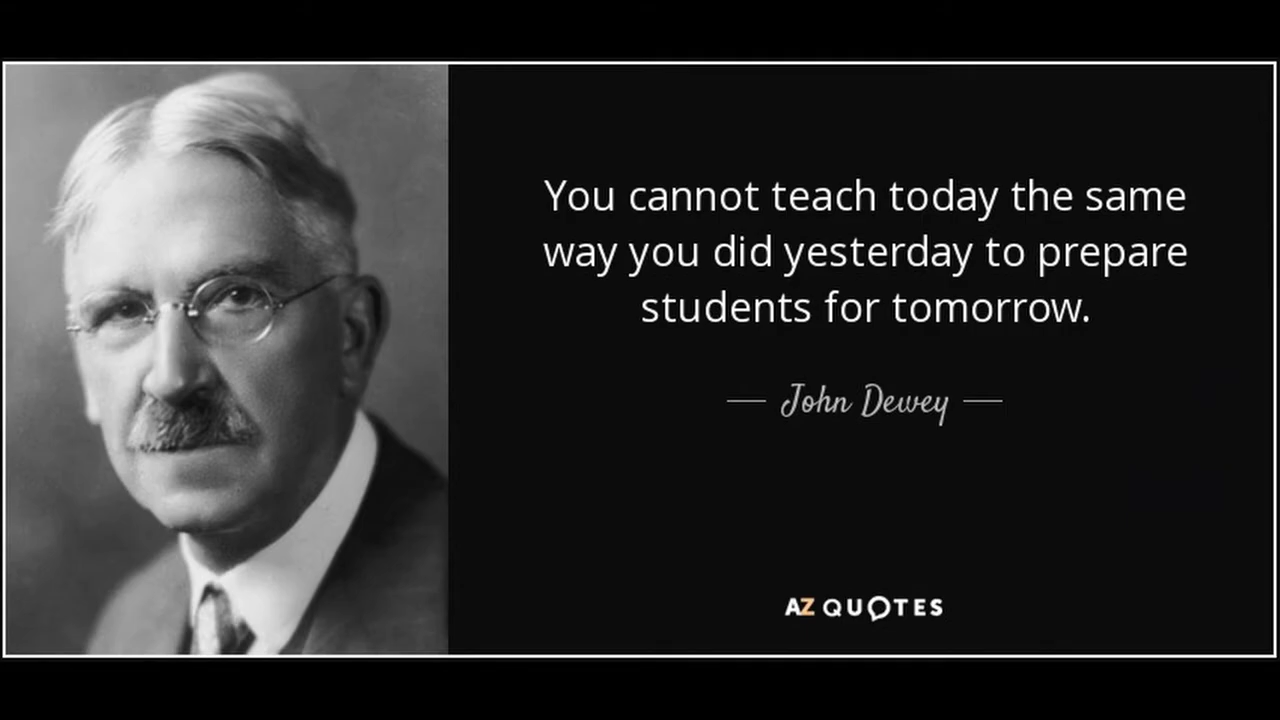 You cannot teach today the same
way you did yesterday to prepare
students for tomorrow.
John Dewey
AZ QUOTES